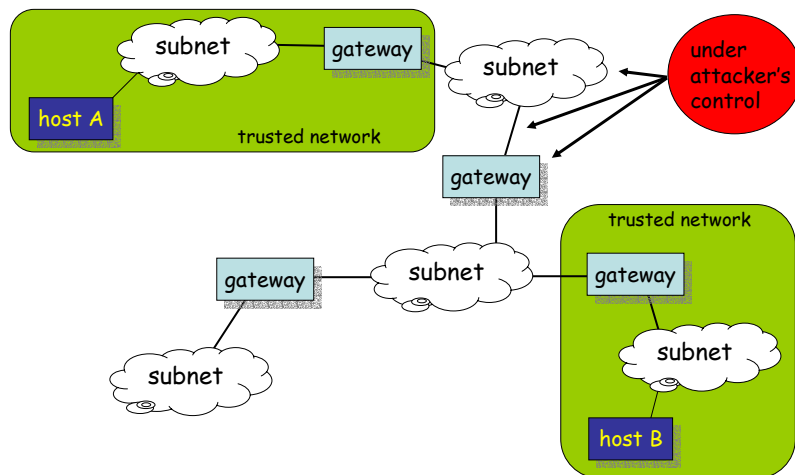 subnet
gateway
host A
trusted network
subnet
under
attacker's
control
gateway
trusted network
gateway
subnet
gateway
subnet
subnet
host B